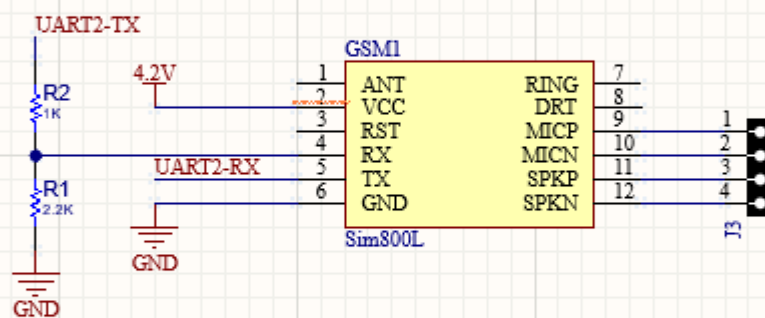 UART2-TX
GSM1
4.2V
R2
1K
1 ANT RING 7
2 VCC DRT 8
3 RST MICP 9 1
4 RX MICN 10 2
UART2-RX 5 TX SPKP 11 3
6 GND SPKN 12 4
R1
2.2K
Sim800L
J3
GND
GND